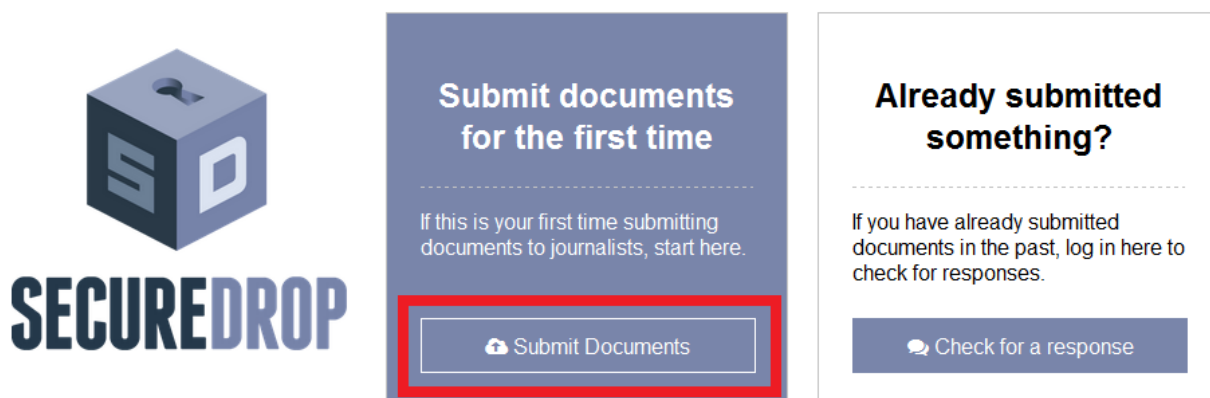 S D
SECUREDROP
Submit documents
for the first time
If this is your first time submitting
documents to journalists, start here.
Submit Documents
Already submitted
something?
If you have already submitted
documents in the past, log in here to
check for responses.
Check for a response